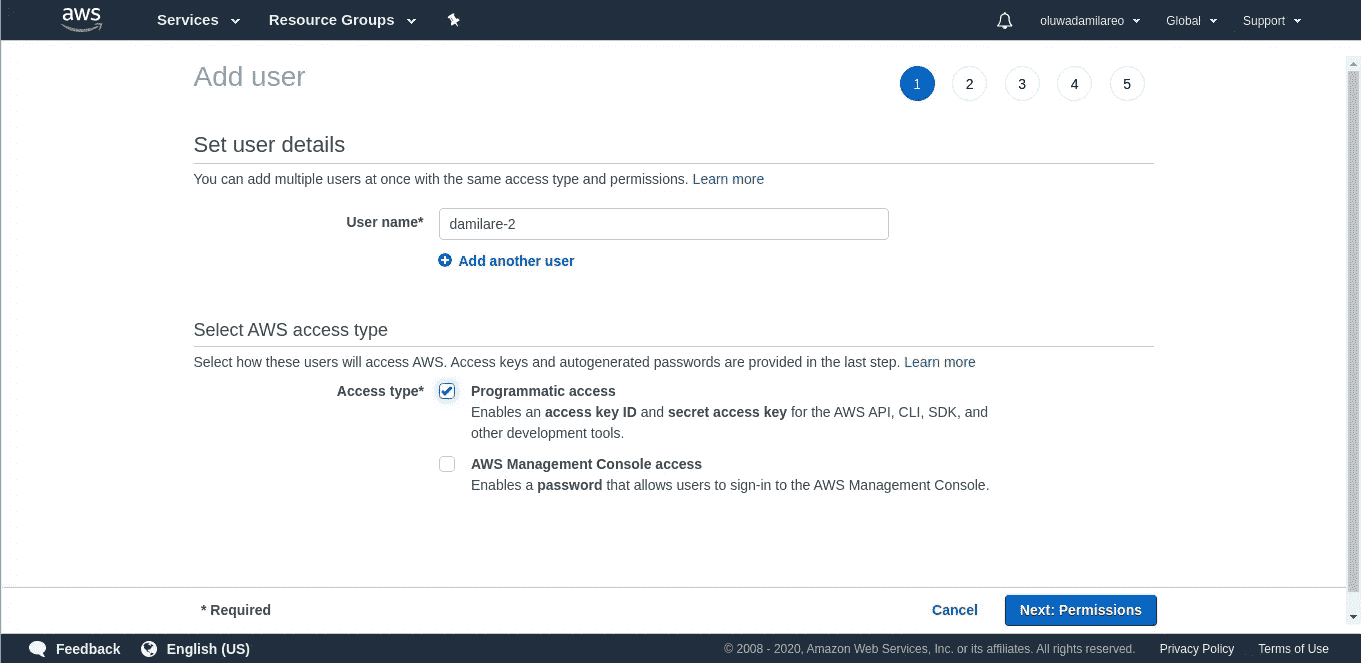 aws Services Resource Groups oluwadamilareo Global Support
Add user 1 2 3 4 5
Set user details
You can add multiple users at once with the same access type and permissions. Learn more
User name* damilare-2
Add another user
Select AWS access type
Select how these users will access AWS. Access keys and autogenerated passwords are provided in the last step. Learn more
Access type* Programmatic access
Enables an access key ID and secret access key for the AWS API, CLI, SDK, and
other development tools.
AWS Management Console access
Enables a password that allows users to sign-in to the AWS Management Console.
* Required Cancel Next: Permissions
Feedback English (US) © 2008 - 2020, Amazon Web Services, Inc. or its affiliates. All rights reserved. Privacy Policy Terms of Use